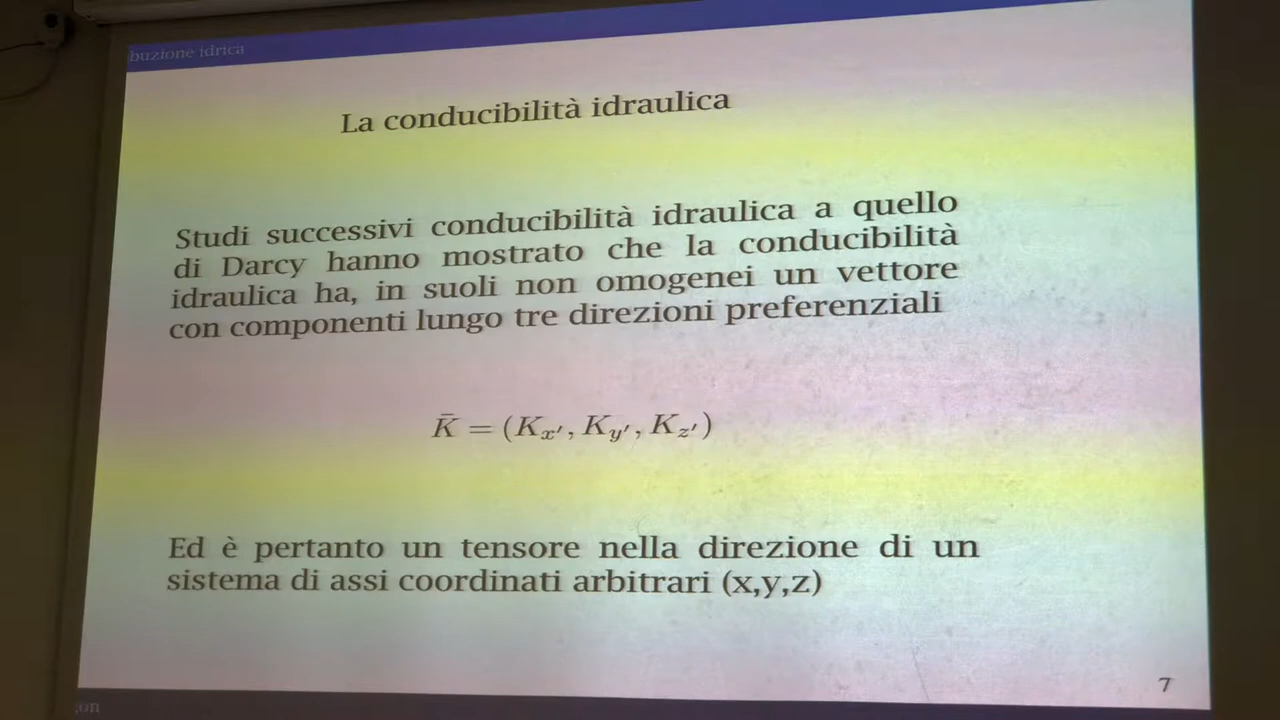 buzione idrica
La conducibilità idraulica
Studi successivi conducibilità idraulica a quello
di Darcy hanno mostrato che la conducibilità
idraulica ha, in suoli non omogenei un vettore
con componenti lungo tre direzioni preferenziali
K̄ = (Kx′, Ky′, Kz′)
Ed è pertanto un tensore nella direzione di un
sistema di assi coordinati arbitrari (x,y,z)
7